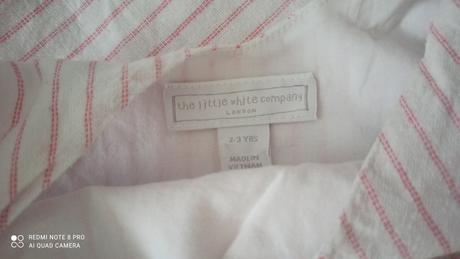 the little white company
LONDON
2-3 YRS
MADE IN
VIETNAM
REDMI NOTE 8 PRO
AI QUAD CAMERA